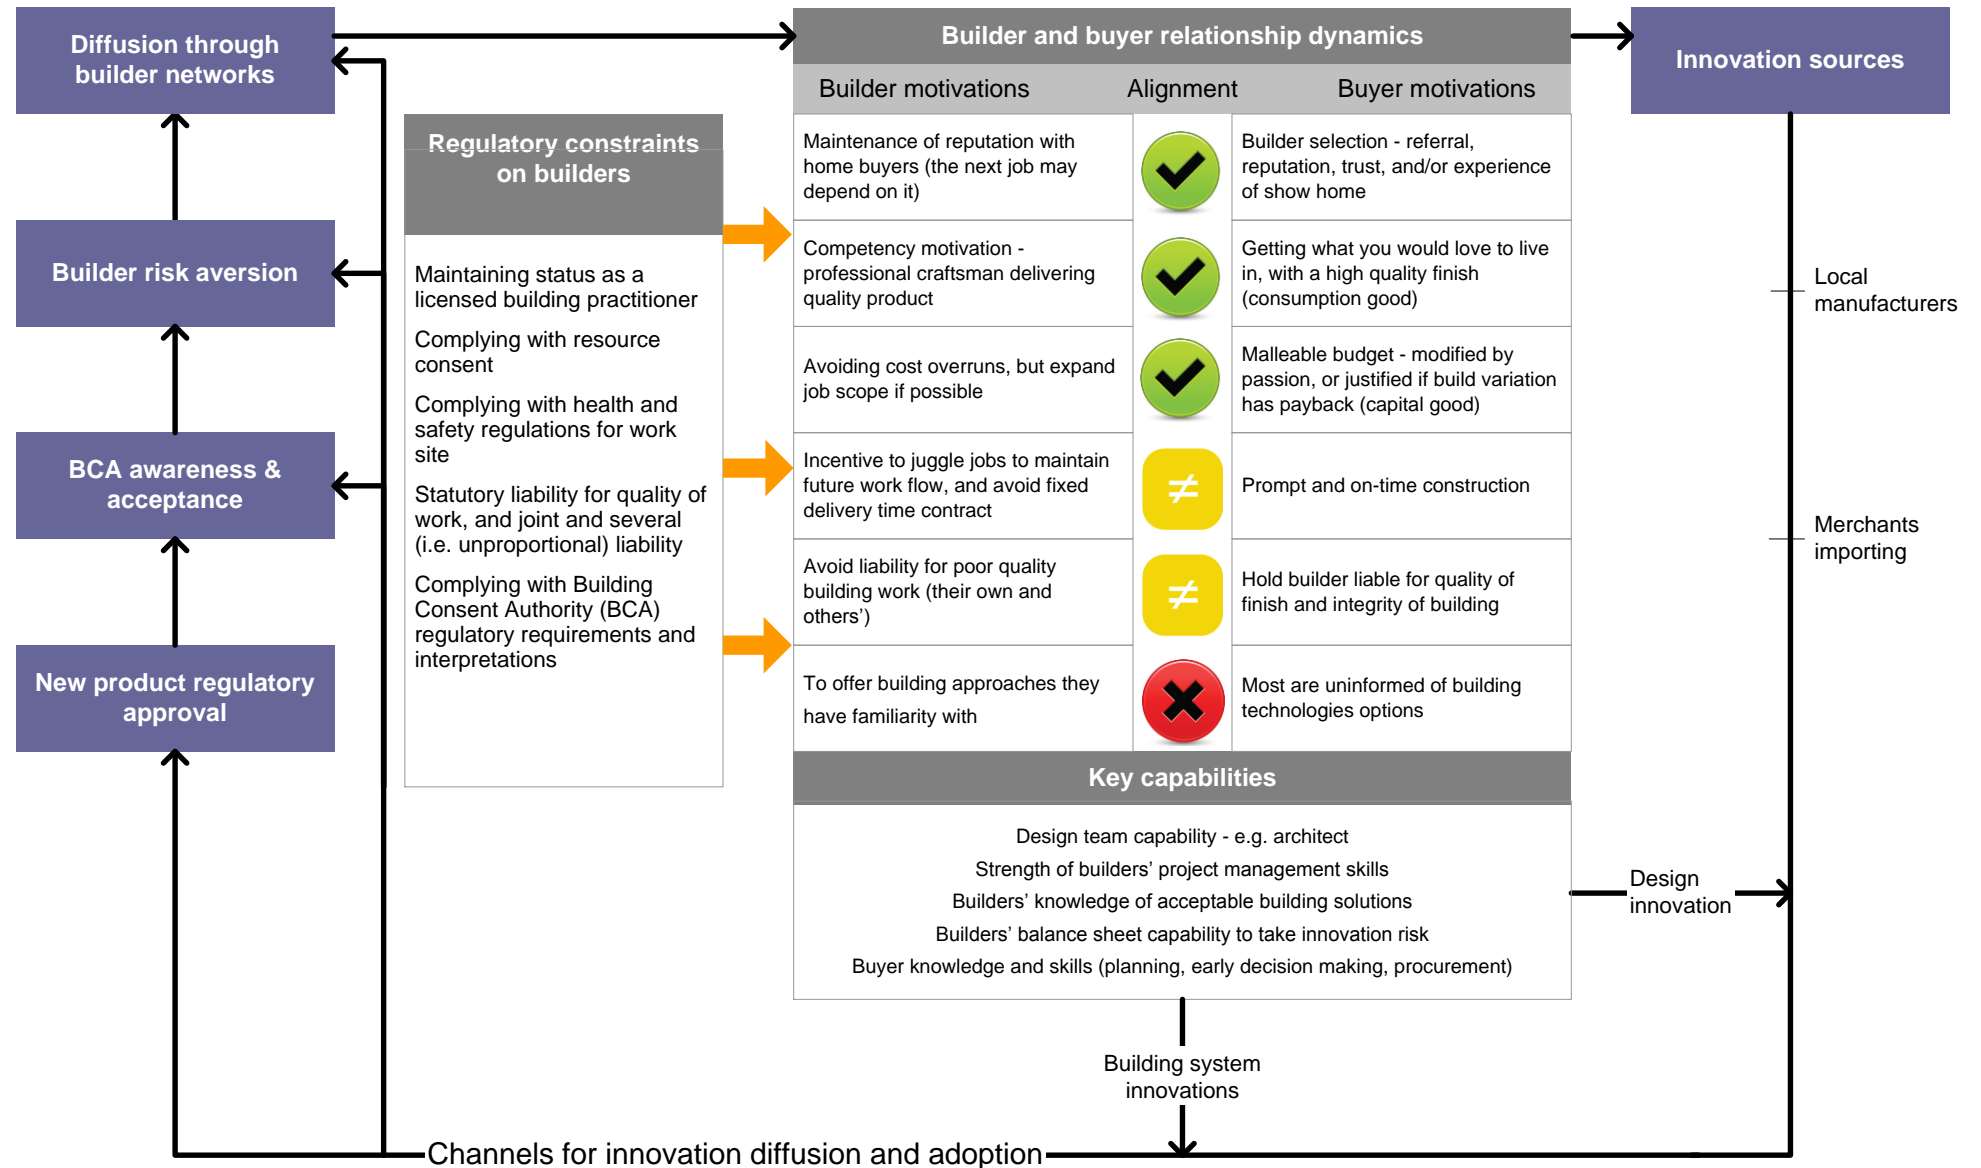 Diffusion through
builder networks
Builder risk aversion
BCA awareness &
acceptance
New product regulatory
approval
Regulatory constraints
on builders
Maintaining status as a
licensed building practitioner
Complying with resource
consent
Complying with health and
safety regulations for work
site
Statutory liability for quality of
work, and joint and several
(i.e. unproportional) liability
Complying with Building
Consent Authority (BCA)
regulatory requirements and
interpretations
Builder and buyer relationship dynamics
Builder motivations Alignment Buyer motivations
Maintenance of reputation with
home buyers (the next job may
depend on it)
Builder selection - referral,
reputation, trust, and/or experience
of show home
Competency motivation -
professional craftsman delivering
quality product
Getting what you would love to live
in, with a high quality finish
(consumption good)
Avoiding cost overruns, but expand
job scope if possible
Malleable budget - modified by
passion, or justified if build variation
has payback (capital good)
Incentive to juggle jobs to maintain
future work flow, and avoid fixed
delivery time contract
≠
Prompt and on-time construction
Avoid liability for poor quality
building work (their own and
others’)
≠
Hold builder liable for quality of
finish and integrity of building
To offer building approaches they
have familiarity with
Most are uninformed of building
technologies options
Key capabilities
Design team capability - e.g. architect
Strength of builders’ project management skills
Builders’ knowledge of acceptable building solutions
Builders’ balance sheet capability to take innovation risk
Buyer knowledge and skills (planning, early decision making, procurement)
Innovation sources
Local
manufacturers
Merchants
importing
Design
innovation
Building system
innovations
Channels for innovation diffusion and adoption